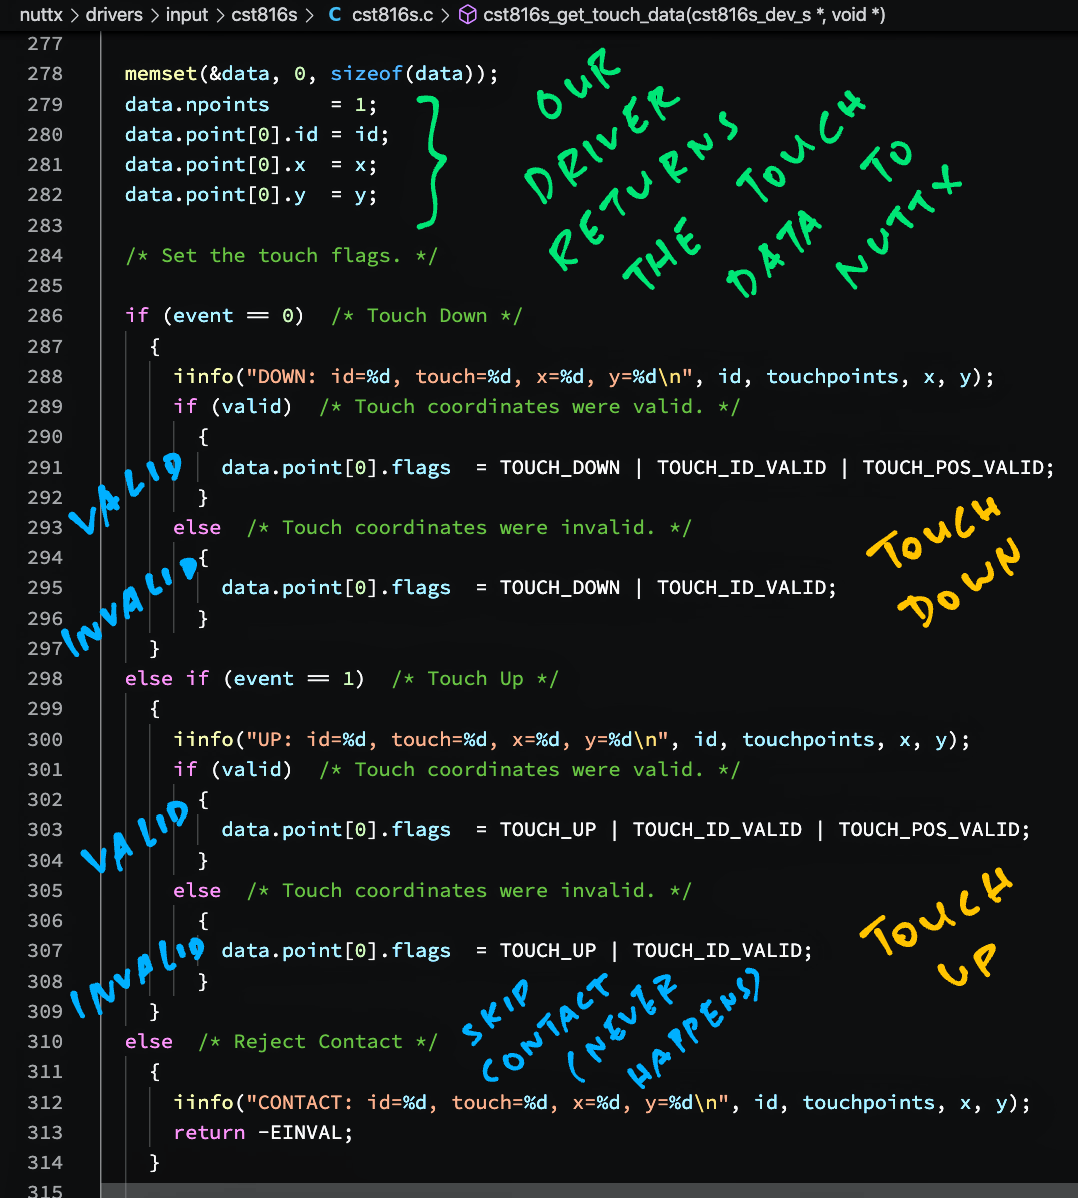 nuttx > drivers > input > cst816s > C cst816s.c > cst816s_get_touch_data(cst816s_dev_s *, void *)
277
278 memset(&data, 0, sizeof(data));
279 data.npoints     = 1;
280 data.point[0].id = id;
281 data.point[0].x  = x;
282 data.point[0].y  = y;
283
OUR
DRIVER
RETURNS
THE TOUCH
DATA TO
NUTTX
284 /* Set the touch flags. */
285
286 if (event == 0)  /* Touch Down */
287   {
288     iinfo("DOWN: id=%d, touch=%d, x=%d, y=%d\n", id, touchpoints, x, y);
289     if (valid)  /* Touch coordinates were valid. */
290       {
291         data.point[0].flags  = TOUCH_DOWN | TOUCH_ID_VALID | TOUCH_POS_VALID;
VALID
292       }
293     else  /* Touch coordinates were invalid. */
294       {
295         data.point[0].flags  = TOUCH_DOWN | TOUCH_ID_VALID;
INVALID
296       }
297   }
TOUCH
DOWN
298 else if (event == 1)  /* Touch Up */
299   {
300     iinfo("UP: id=%d, touch=%d, x=%d, y=%d\n", id, touchpoints, x, y);
301     if (valid)  /* Touch coordinates were valid. */
302       {
303         data.point[0].flags  = TOUCH_UP | TOUCH_ID_VALID | TOUCH_POS_VALID;
VALID
304       }
305     else  /* Touch coordinates were invalid. */
306       {
307         data.point[0].flags  = TOUCH_UP | TOUCH_ID_VALID;
INVALID
308       }
309   }
TOUCH
UP
310 else  /* Reject Contact */
SKIP
CONTACT
(NEVER
HAPPENS)
311   {
312     iinfo("CONTACT: id=%d, touch=%d, x=%d, y=%d\n", id, touchpoints, x, y);
313     return -EINVAL;
314   }
315